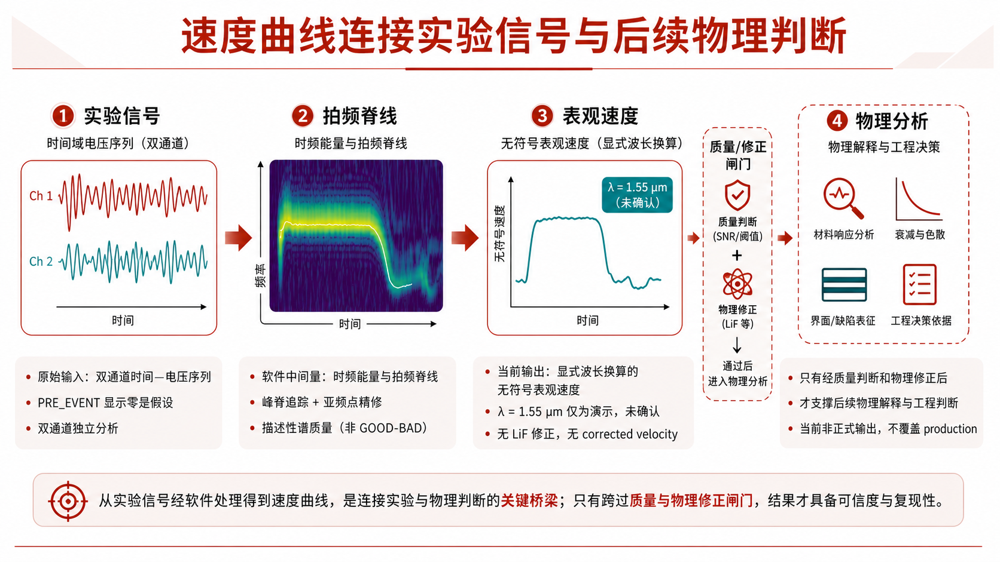 速度曲线连接实验信号与后续物理判断
1 实验信号
时间域电压序列（双通道）
Ch 1
Ch 2
时间
2 拍频脊线
时频能量与拍频脊线
频率
时间
3 表观速度
无符号表观速度（显式波长换算）
λ = 1.55 μm
（未确认）
无符号速度
时间
质量/修正
闸门
质量判断
(SNR/阈值)
+
物理修正
(LiF 等)
通过后
进入物理分析
4 物理分析
物理解释与工程决策
材料响应分析
衰减与色散
界面/缺陷表征
工程决策依据
• 原始输入：双通道时间—电压序列
• PRE_EVENT 显示零是假设
• 双通道独立分析
• 软件中间量：时频能量与拍频脊线
• 峰脊追踪 + 亚频点精修
• 描述性谱质量（非 GOOD-BAD）
• 当前输出：显式波长换算的
无符号表观速度
• λ = 1.55 μm 仅为演示，未确认
• 无 LiF 修正，无 corrected velocity
• 只有经质量判断和物理修正后
• 才支撑后续物理解释与工程判断
• 当前非正式输出，不覆盖 production
从实验信号经软件处理得到速度曲线，是连接实验与物理判断的关键桥梁；只有跨过质量与物理修正闸门，结果才具备可信度与复现性。